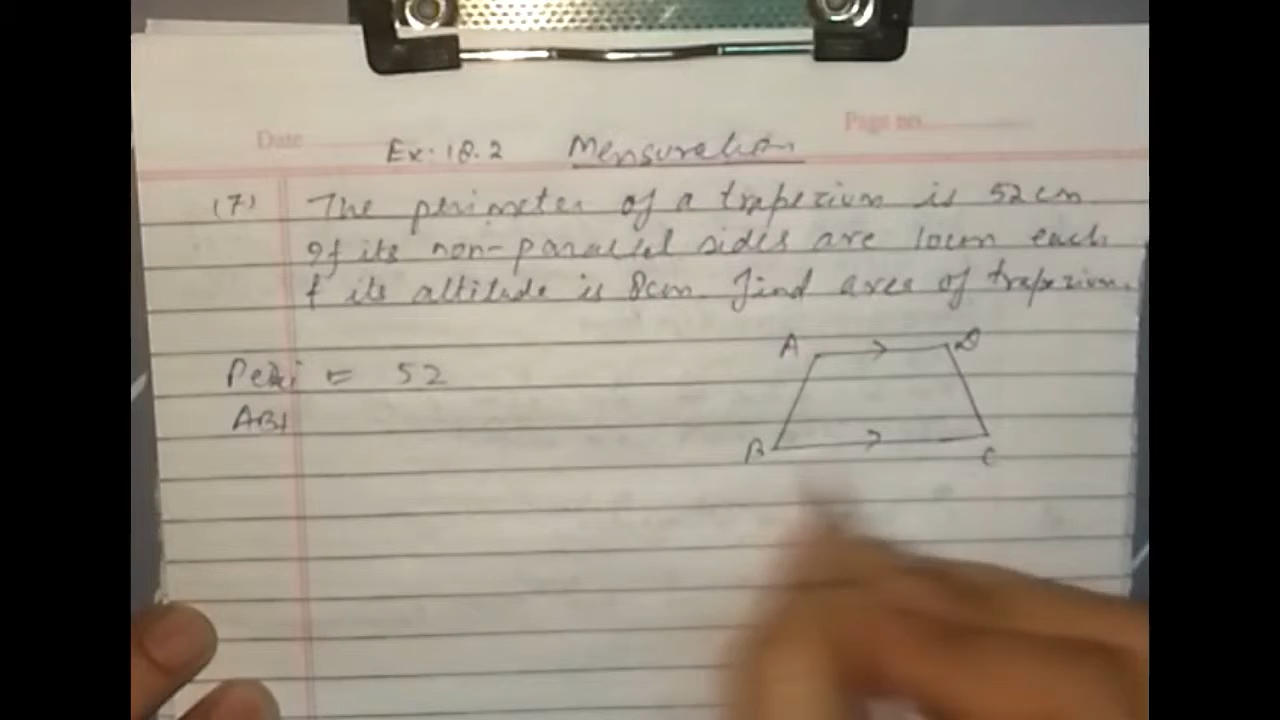 Date
Page no.
Ex. 18.2 Mensuration
(7) The perimeter of a trapezium is 52cm.
If its non-parallel sides are 10cm each
& its altitude is 8cm. Find area of trapezium.
A D
Peri = 52
AB+
B C